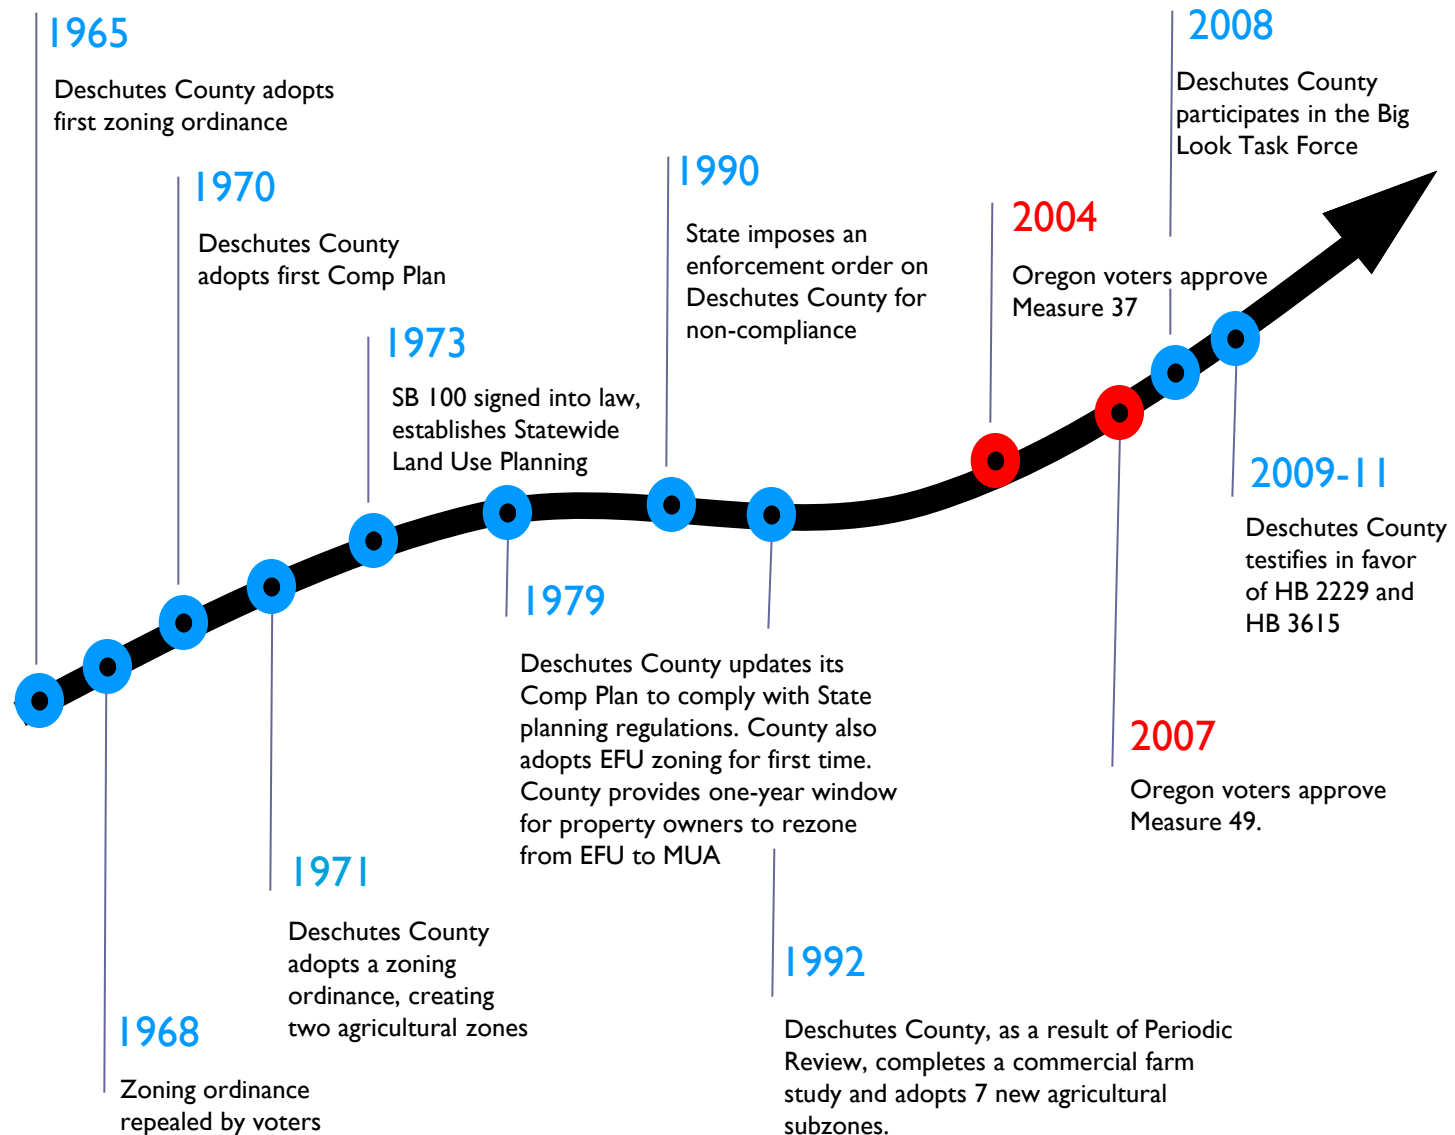 1965
Deschutes County adopts
first zoning ordinance
1968
Zoning ordinance
repealed by voters
1970
Deschutes County
adopts first Comp Plan
1971
Deschutes County
adopts a zoning
ordinance, creating
two agricultural zones
1973
SB 100 signed into law,
establishes Statewide
Land Use Planning
1979
Deschutes County updates its
Comp Plan to comply with State
planning regulations. County also
adopts EFU zoning for first time.
County provides one-year window
for property owners to rezone
from EFU to MUA
1990
State imposes an
enforcement order on
Deschutes County for
non-compliance
1992
Deschutes County, as a result of Periodic
Review, completes a commercial farm
study and adopts 7 new agricultural
subzones.
2004
Oregon voters approve
Measure 37
2007
Oregon voters approve
Measure 49.
2008
Deschutes County
participates in the Big
Look Task Force
2009-11
Deschutes County
testifies in favor
of HB 2229 and
HB 3615